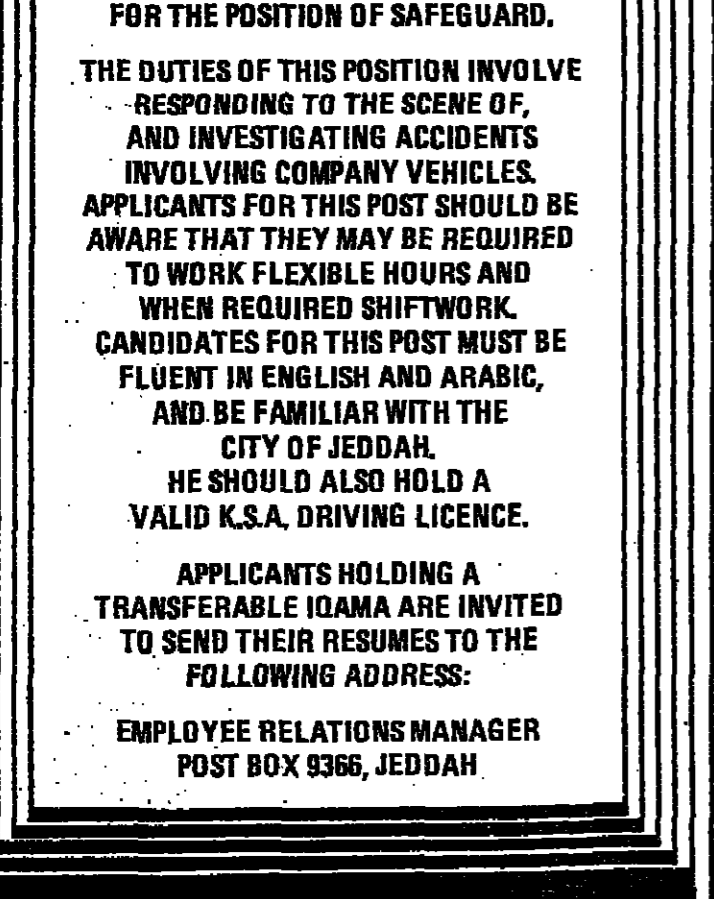 FOR THE POSITION OF SAFEGUARD.
THE DUTIES OF THIS POSITION INVOLVE
RESPONDING TO THE SCENE OF,
AND INVESTIGATING ACCIDENTS
INVOLVING COMPANY VEHICLES.
APPLICANTS FOR THIS POST SHOULD BE
AWARE THAT THEY MAY BE REQUIRED
TO WORK FLEXIBLE HOURS AND
WHEN REQUIRED SHIFTWORK.
CANDIDATES FOR THIS POST MUST BE
FLUENT IN ENGLISH AND ARABIC,
AND BE FAMILIAR WITH THE
CITY OF JEDDAH.
HE SHOULD ALSO HOLD A
VALID K.S.A. DRIVING LICENCE.
APPLICANTS HOLDING A
TRANSFERABLE IQAMA ARE INVITED
TO SEND THEIR RESUMES TO THE
FOLLOWING ADDRESS:
EMPLOYEE RELATIONS MANAGER
POST BOX 9366, JEDDAH